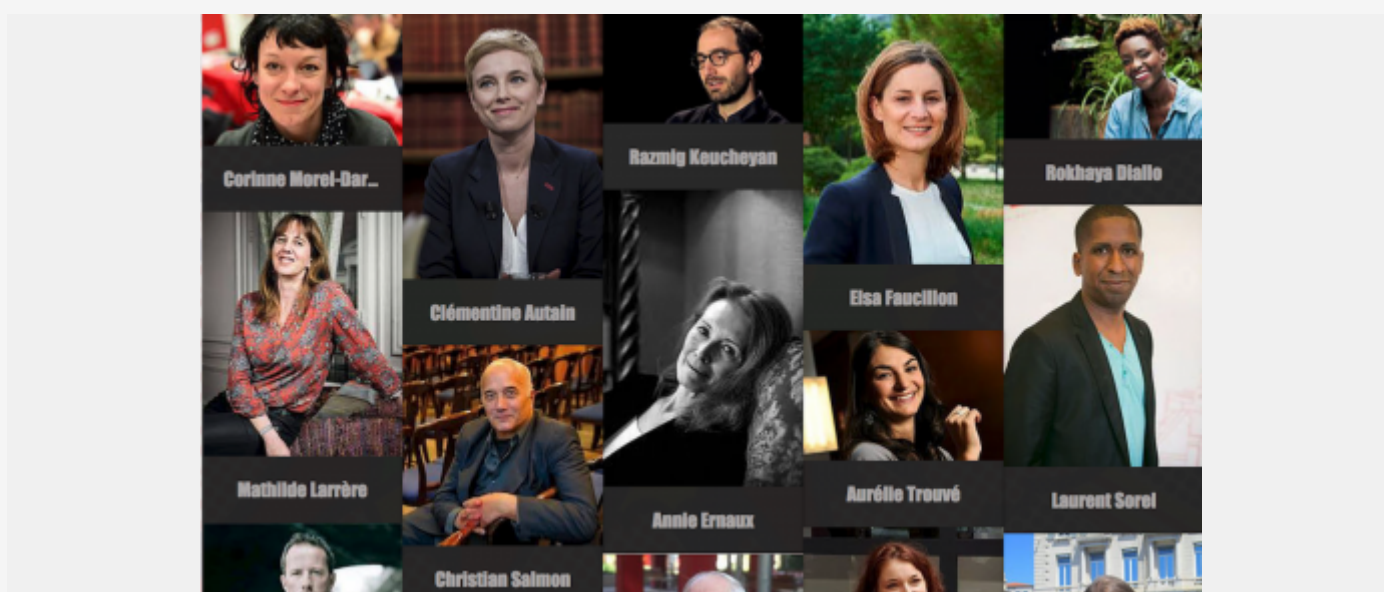 Corinne Morel-Dar...
Clémentine Autain
Razmig Keucheyan
Elsa Faucillon
Rokhaya Diallo
Mathilde Larrère
Christian Salmon
Annie Ernaux
Aurélie Trouvé
Laurent Sorel